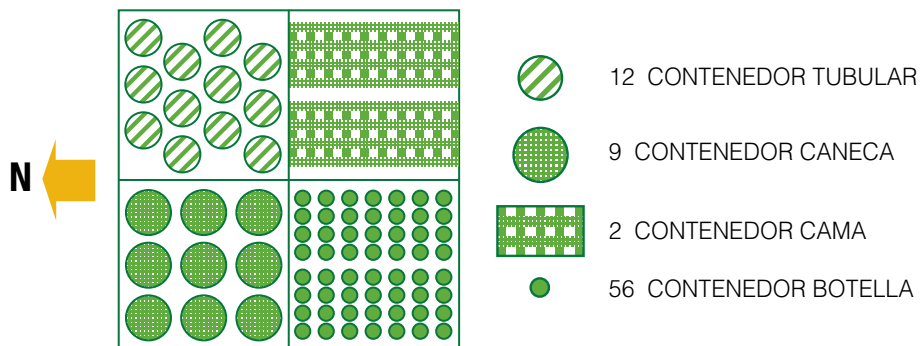 N
12 CONTENEDOR TUBULAR
9 CONTENEDOR CANECA
2 CONTENEDOR CAMA
56 CONTENEDOR BOTELLA